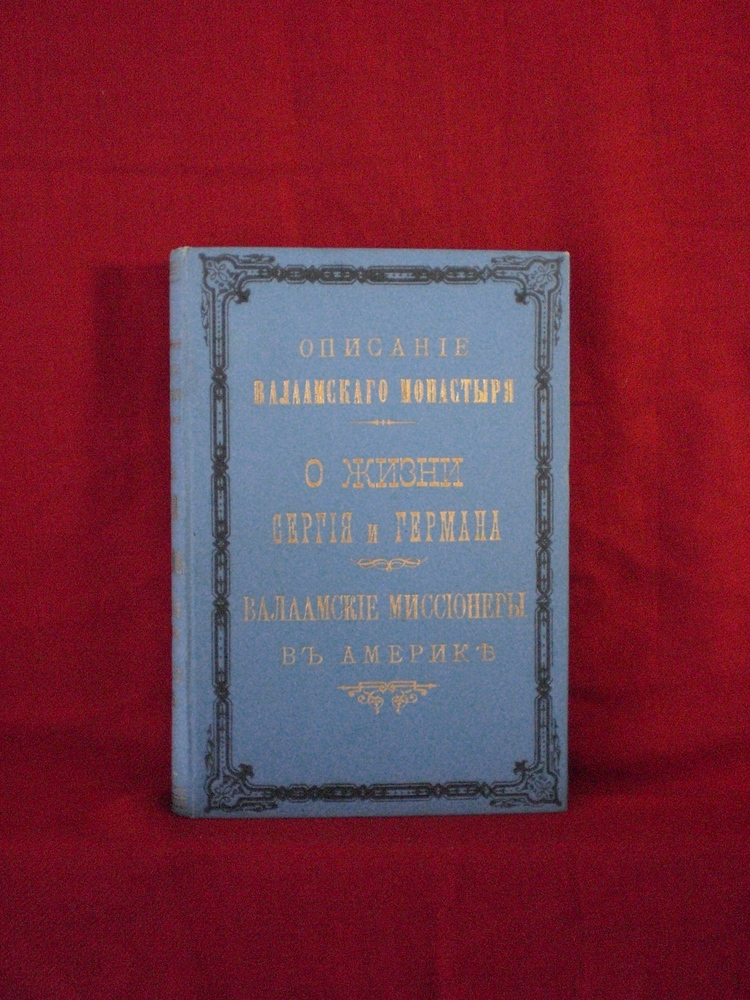 ОПИСАНІЕ
ВАЛААМСКАГО МОНАСТЫРЯ
О ЖИЗНИ
СЕРГІЯ и ГЕРМАНА
ВАЛААМСКІЕ МИССІОНЕРЫ
ВЪ АМЕРИКѢ